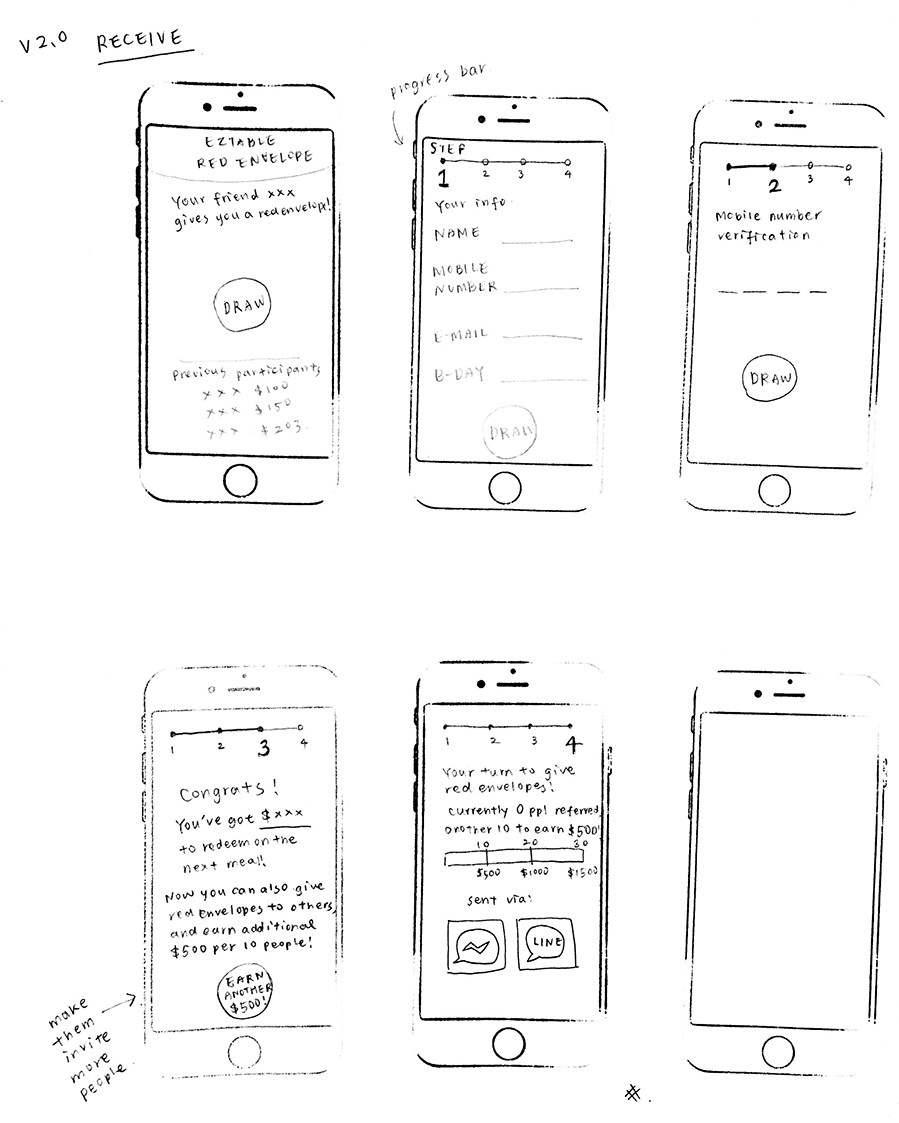 V 2.0 RECEIVE
EZTABLE
RED ENVELOPE
Your friend xxx
gives you a red envelope!
DRAW
Previous participants
xxx $100
xxx $150
xxx $203
progress bar
STEP
1 2 3 4
Your info.
NAME
MOBILE
NUMBER
E-MAIL
B-DAY
DRAW
1 2 3 4
Mobile number
verification
DRAW
1 2 3 4
Congrats!
You've got $xxx
to redeem on the
next meal!
Now you can also give
red envelopes to others,
and earn additional
$500 per 10 people!
EARN
ANOTHER
$500!
make
them
invite
more
people.
1 2 3 4
Your turn to give
red envelopes!
currently 0 ppl referred,
another 10 to earn $500!
10 20 30
$500 $1000 $1500
sent via:
LINE
#.